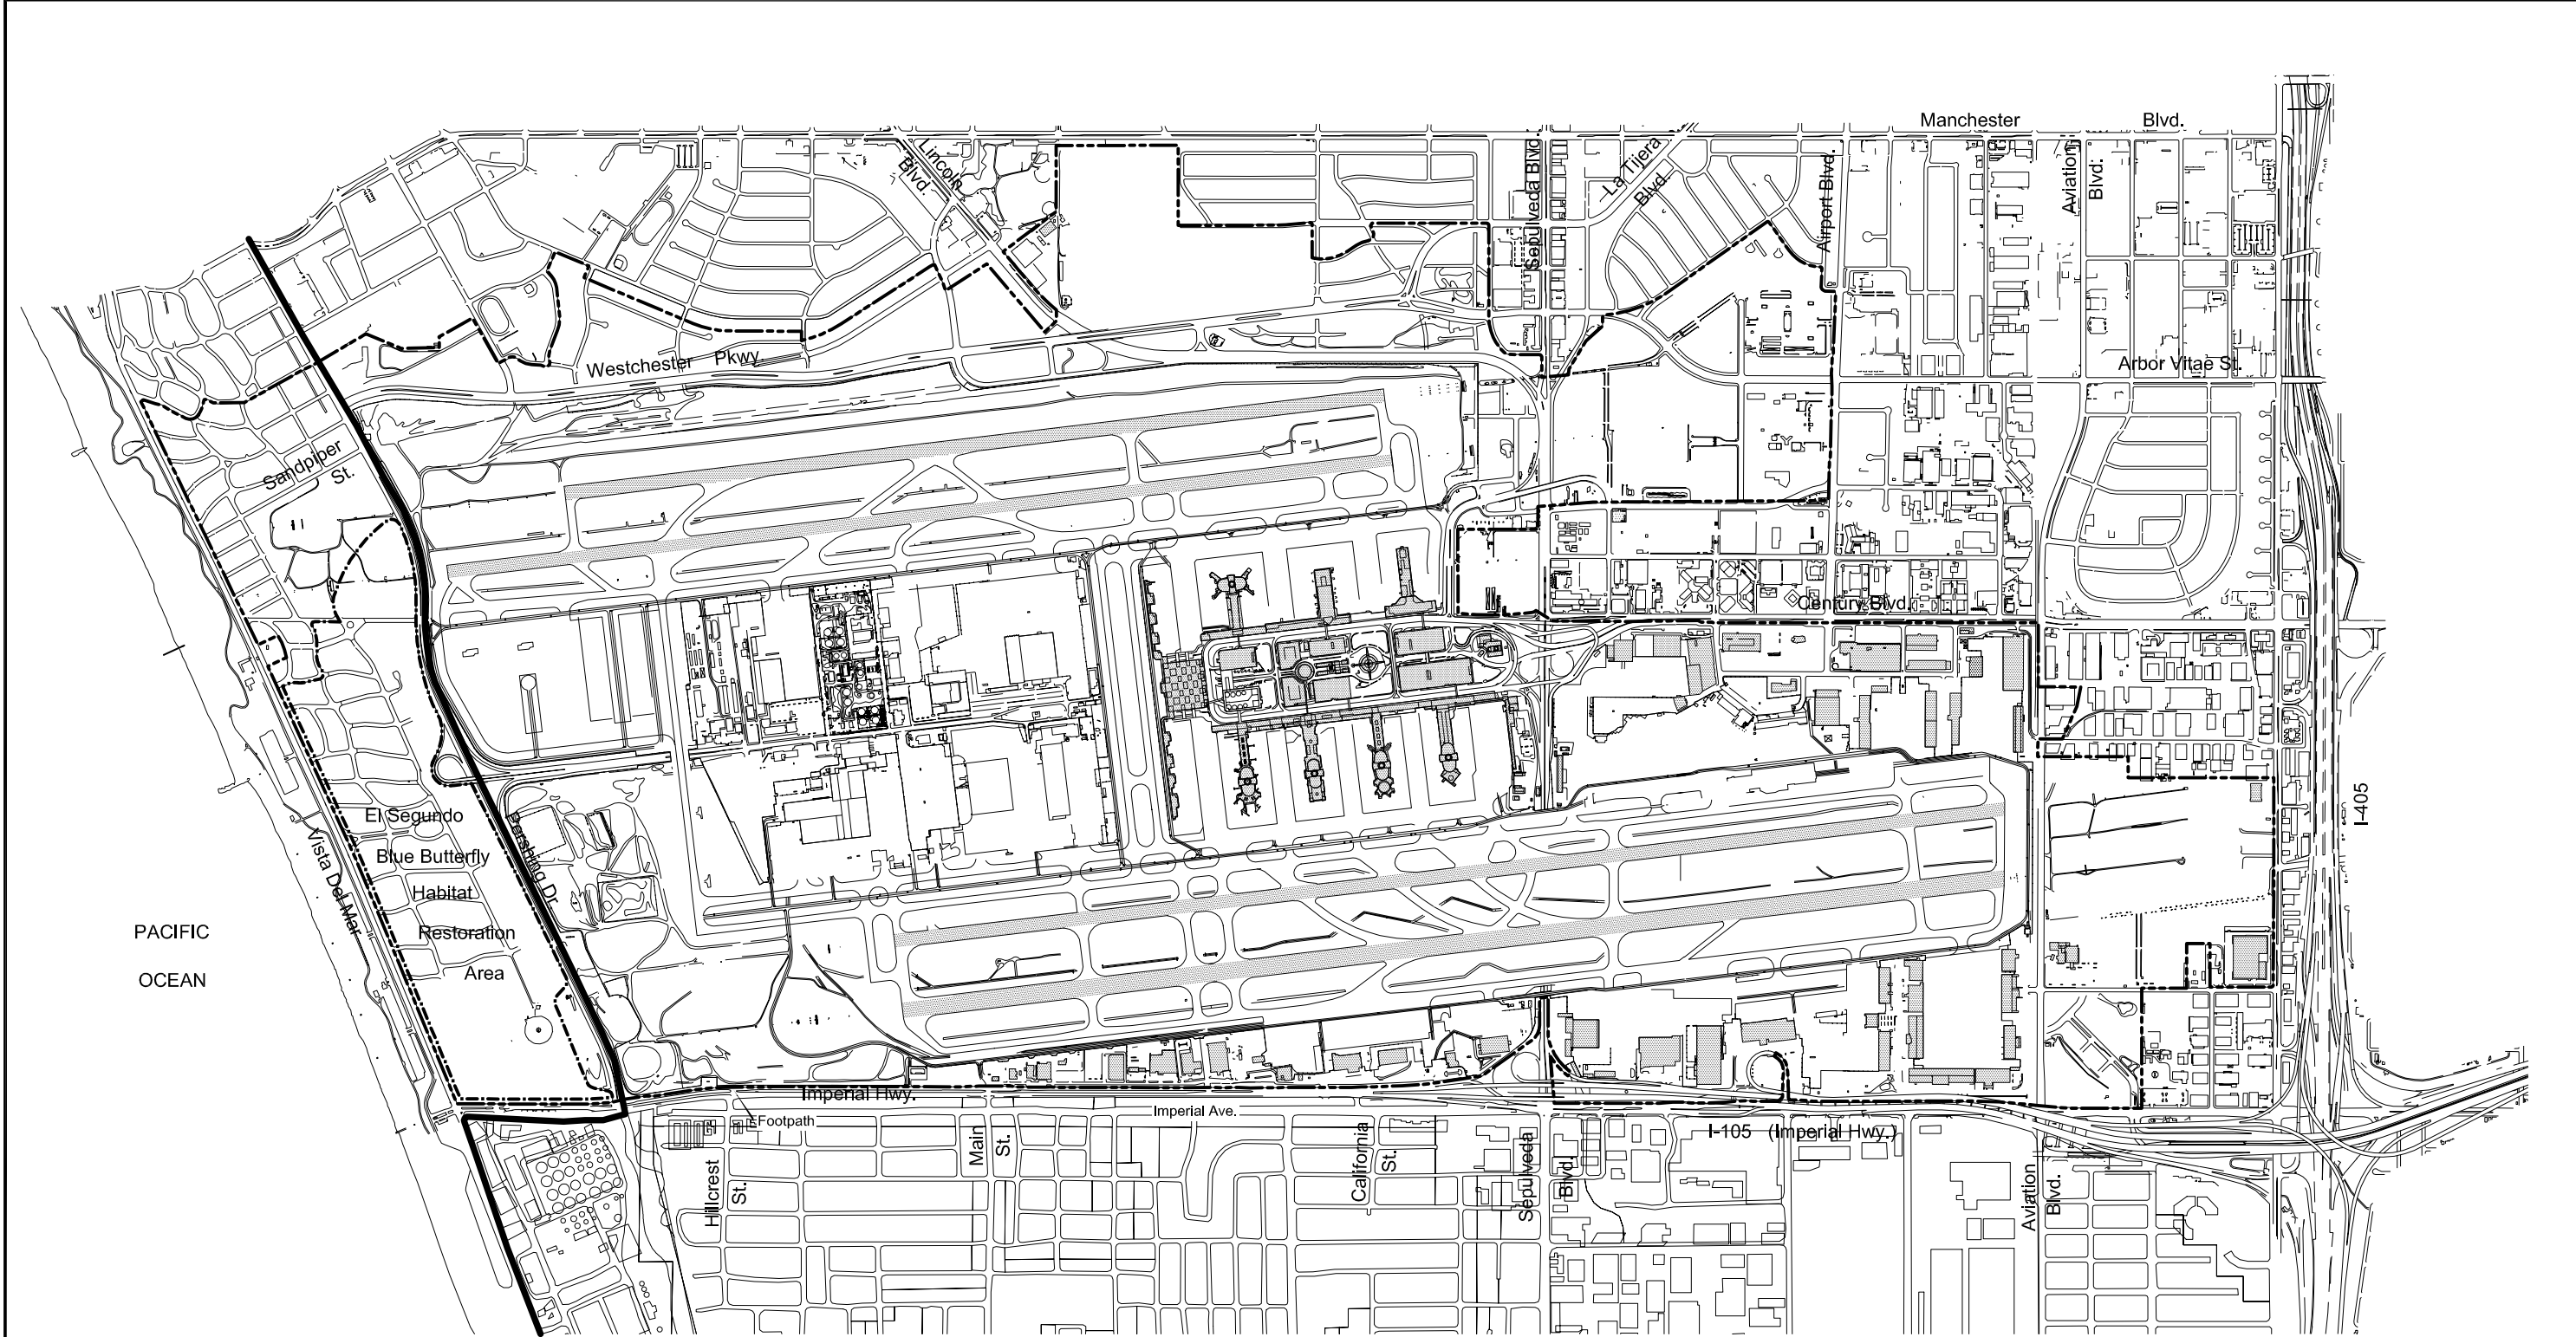 Manchester Blvd.
Lincoln
Blvd.
Sepulveda Blvd.
La Tijera
Blvd.
Airport Blvd.
Aviation
Blvd.
Westchester Pkwy
Arbor Vitae St.
Sandpiper
St.
Century Blvd.
I-405
El Segundo
Blue Butterfly
Habitat
Restoration
Area
Vista Del Mar
Pershing Dr.
PACIFIC
OCEAN
Imperial Hwy.
Footpath
Imperial Ave.
I-105 (Imperial Hwy.)
Hillcrest
St.
Main
St.
California
St.
Sepulveda
Blvd.
Aviation
Blvd.